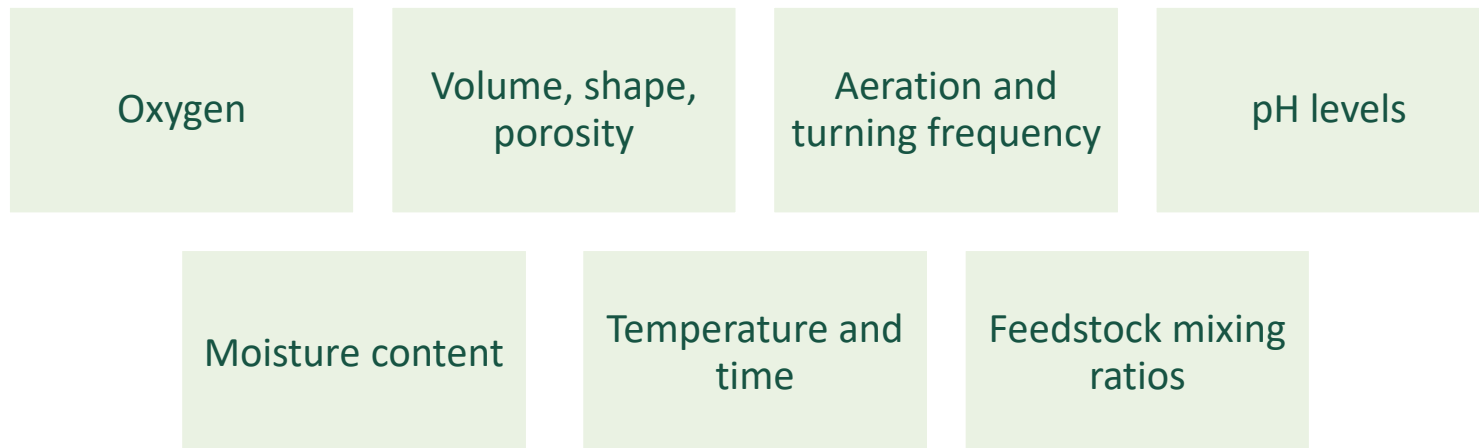 Oxygen
Volume, shape,
porosity
Aeration and
turning frequency
pH levels
Moisture content
Temperature and
time
Feedstock mixing
ratios